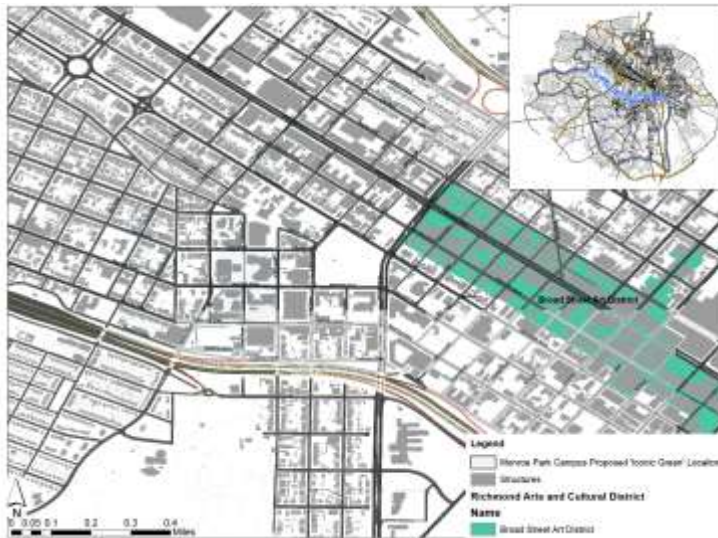 Broad Street Art District
Legend
Monroe Park Campus Proposed 'Iconic Green' Location
Structures
Richmond Arts and Cultural District
Name
Broad Street Art District
N
0 0.05 0.1 0.2 0.3 0.4
Miles